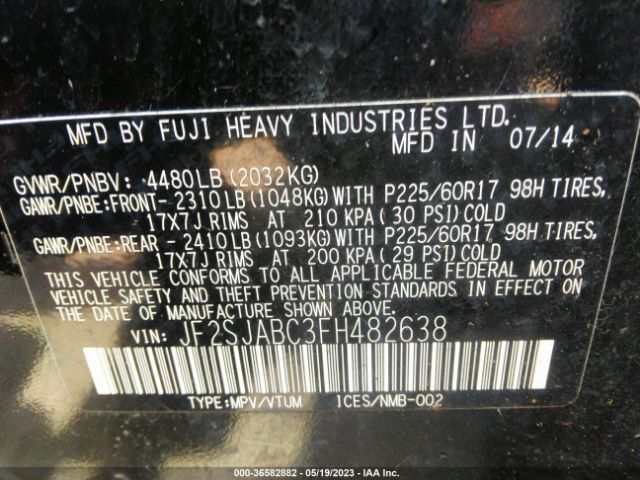 MFD BY FUJI HEAVY INDUSTRIES LTD.
MFD IN 07/14
GVWR/PNBV: 4480LB(2032KG)
GAWR/PNBE:FRONT-2310LB(1048KG)WITH P225/60R17 98H TIRES,
17X7J RIMS AT 210 KPA(30 PSI)COLD
GAWR/PNBE:REAR -2410LB(1093KG)WITH P225/60R17 98H TIRES,
17X7J RIMS AT 200 KPA(29 PSI)COLD
THIS VEHICLE CONFORMS TO ALL APPLICABLE FEDERAL MOTOR
VEHICLE SAFETY AND THEFT PREVENTION STANDARDS IN EFFECT ON
THE DATE OF MANUFACTURE SHOWN ABOVE.
VIN: JF2SJABC3FH482638
TYPE:MPV/VTUM ICES/NMB-002
000-36582882 - 05/19/2023 - IAA Inc.